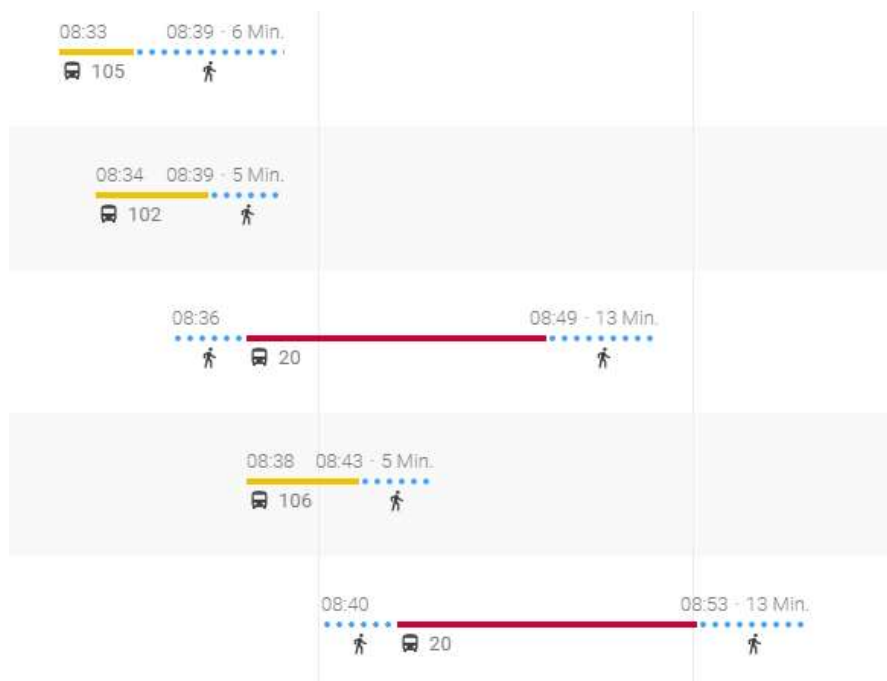 08:33 08:39 · 6 Min.
105
08:34 08:39 · 5 Min.
102
08:36 08:49 · 13 Min.
20
08:38 08:43 · 5 Min.
106
08:40 08:53 · 13 Min.
20